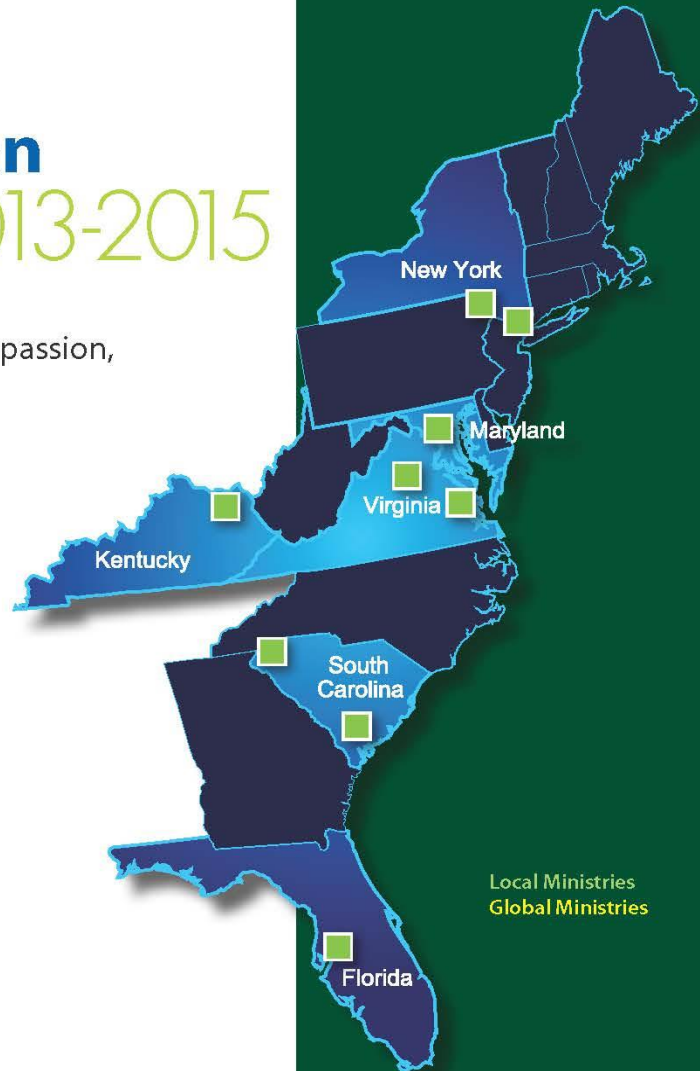 n
013-2015
passion,
New York
Maryland
Virginia
Kentucky
South
Carolina
Florida
Local Ministries
Global Ministries